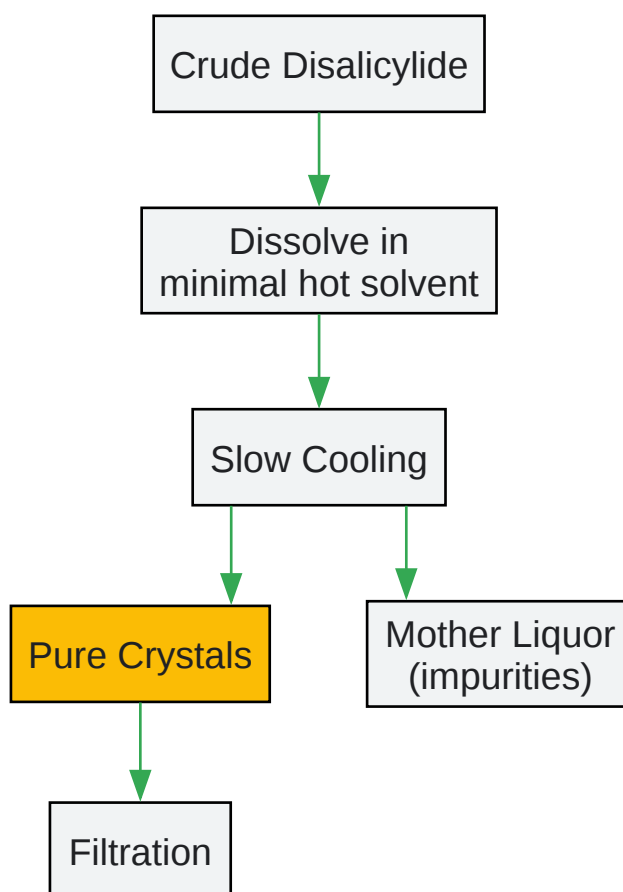 Crude Disalicylide
Dissolve in
minimal hot solvent
Slow Cooling
Pure Crystals
Mother Liquor
(impurities)
Filtration